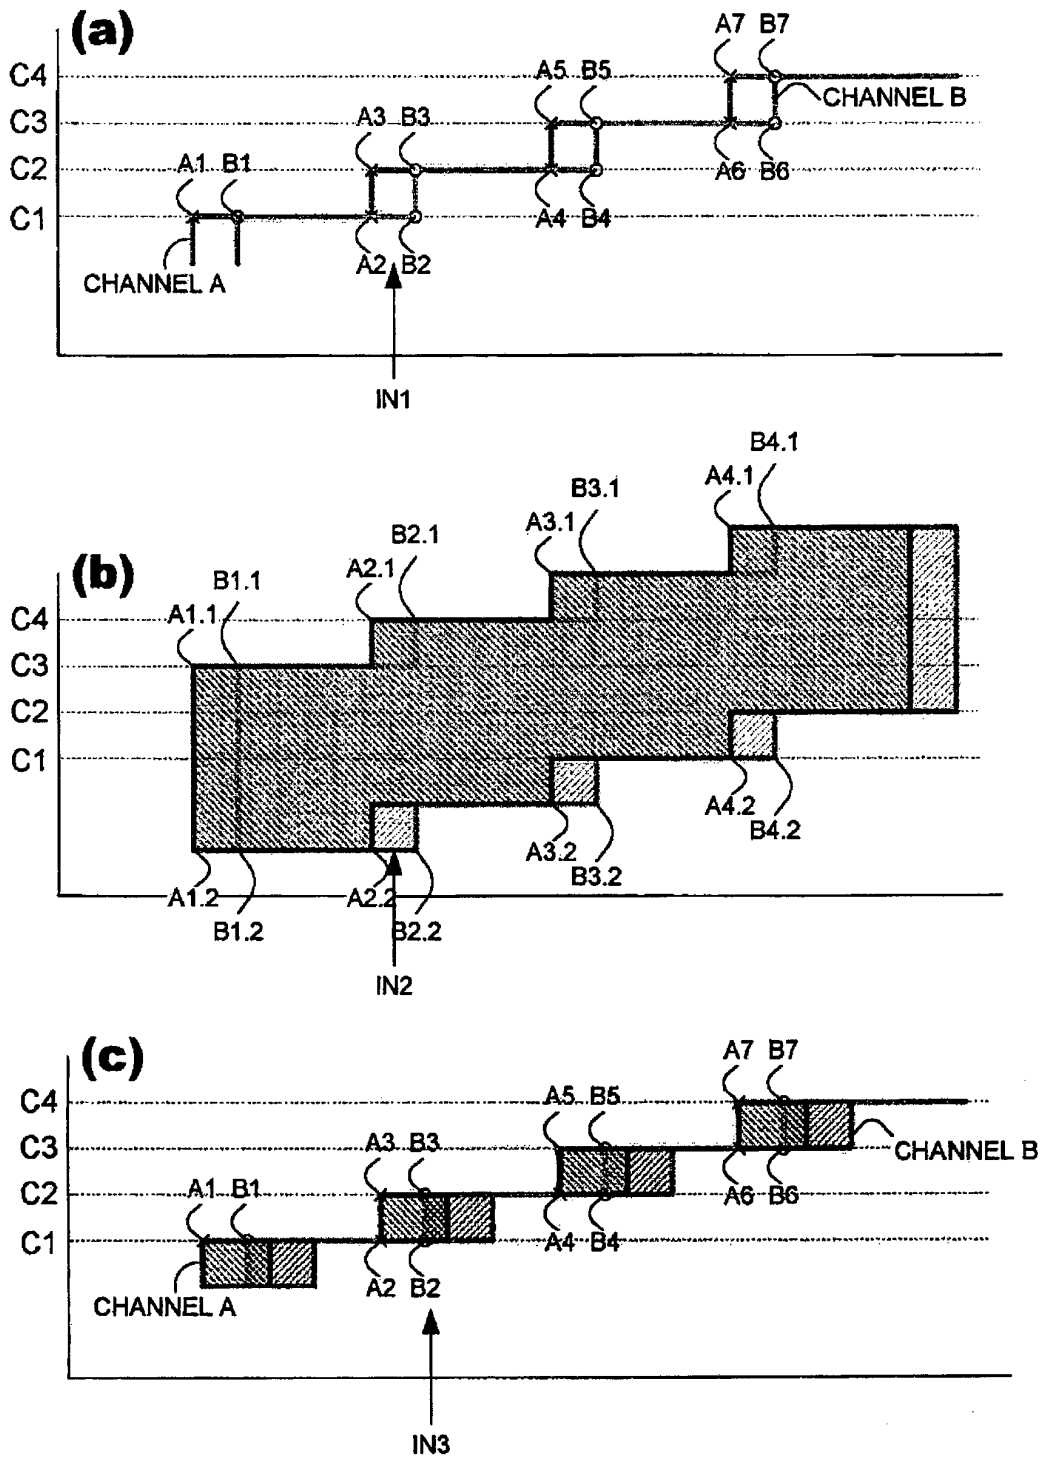 (a)
A7 B7
C4
A5 B5
CHANNEL B
C3
A3 B3
A1 B1
C2
A6 B6
C1
A4 B4
A2 B2
CHANNEL A
IN1
B4.1
A4.1
B3.1
A3.1
B2.1
(b)
A2.1
B1.1
A1.1
C4
C3
C2
C1
A4.2
B4.2
A3.2
B3.2
A1.2
A2.2
B1.2
B2.2
IN2
(c)
A7 B7
C4
A5 B5
C3
CHANNEL B
A3 B3
A1 B1
C2
A6 B6
C1
A4 B4
A2 B2
CHANNEL A
IN3